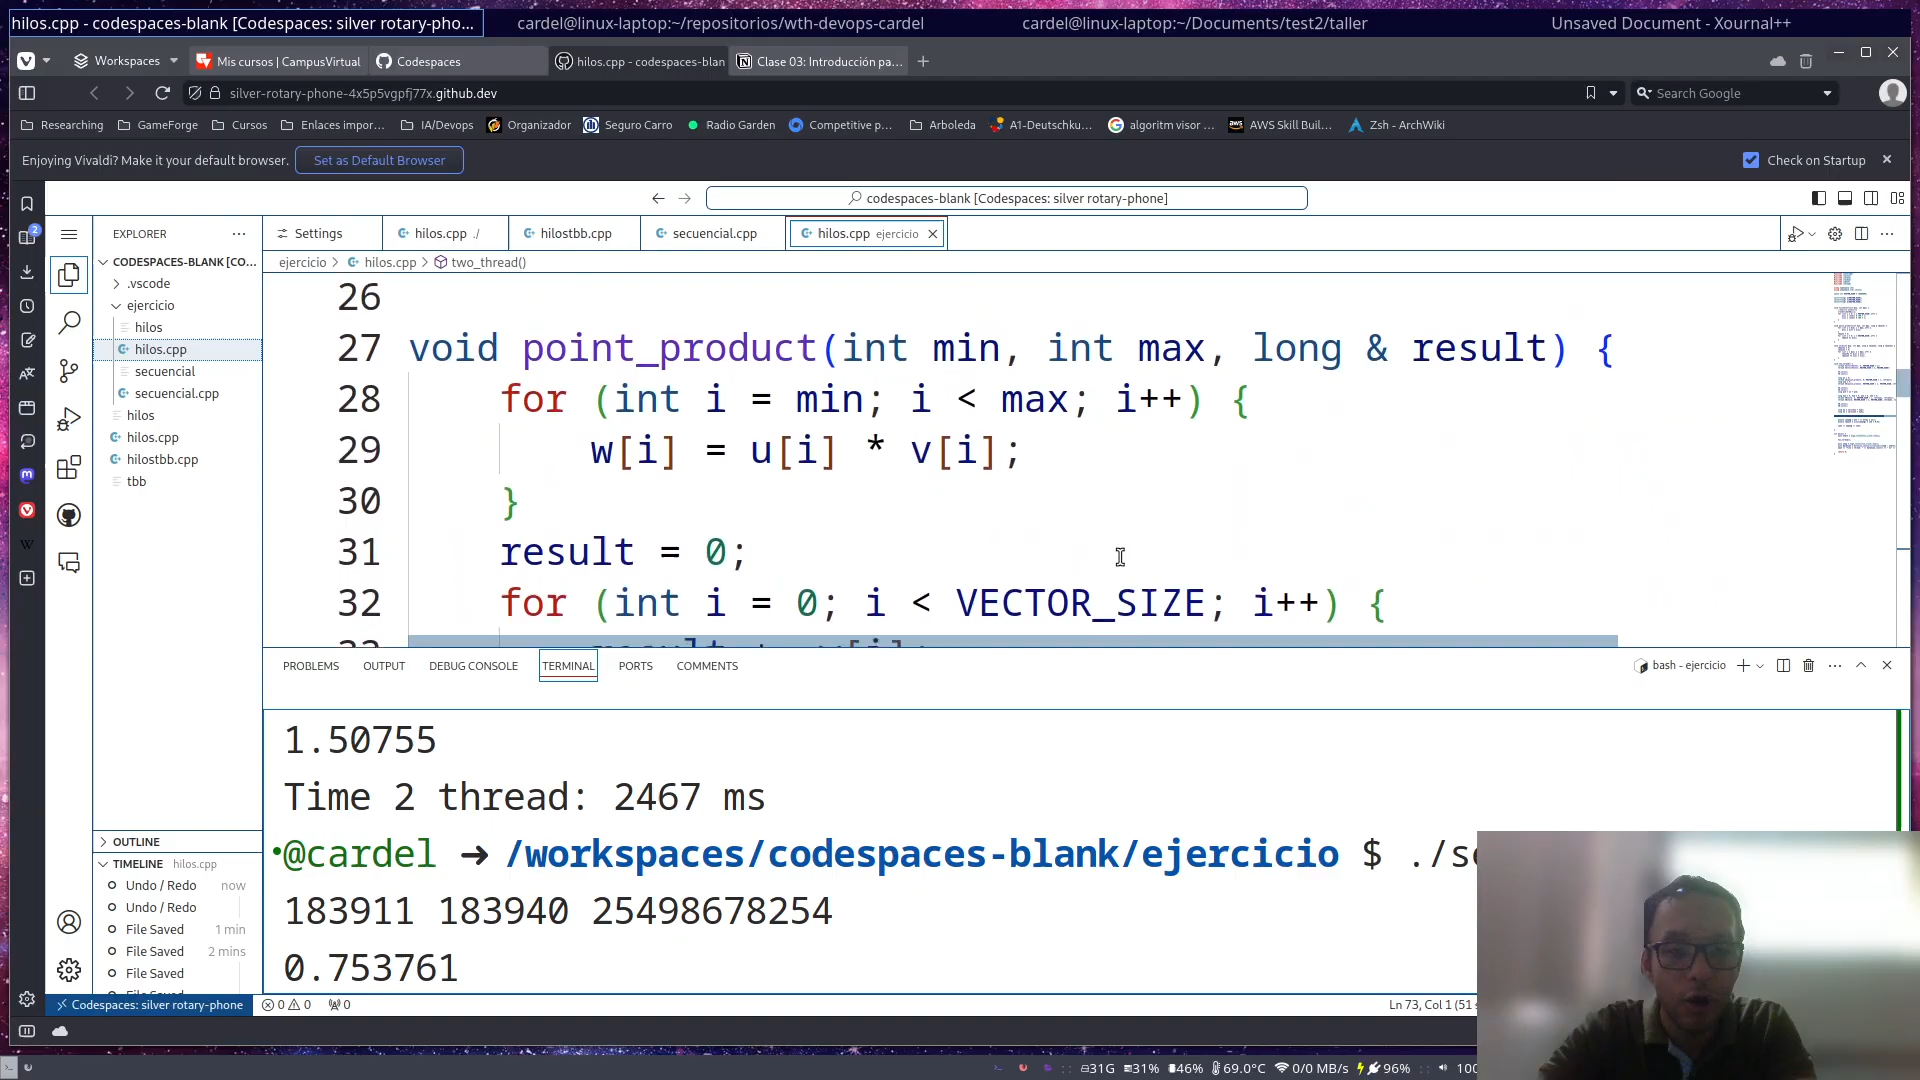 hilos.cpp - codespaces-blank [Codespaces: silver rotary-pho...
cardel@linux-laptop:~/repositorios/wth-devops-cardel
cardel@linux-laptop:~/Documents/test2/taller
Unsaved Document - Xournal++
Workspaces
Mis cursos | CampusVirtual
Codespaces
hilos.cpp - codespaces-blan
Clase 03: Introducción pa...
silver-rotary-phone-4x5p5vgpfj77x.github.dev
Search Google
Researching
GameForge
Cursos
Enlaces impor...
IA/Devops
Organizador
Seguro Carro
Radio Garden
Competitive p...
Arboleda
A1-Deutschku...
algoritm visor ...
AWS Skill Buil...
Zsh - ArchWiki
Enjoying Vivaldi? Make it your default browser.
Set as Default Browser
Check on Startup
codespaces-blank [Codespaces: silver rotary-phone]
EXPLORER
Settings
hilos.cpp ./
hilostbb.cpp
secuencial.cpp
hilos.cpp ejercicio
ejercicio > hilos.cpp > two_thread()
CODESPACES-BLANK [CO...
.vscode
ejercicio
hilos
hilos.cpp
secuencial
secuencial.cpp
hilos
hilos.cpp
hilostbb.cpp
tbb
26
27 void point_product(int min, int max, long & result) {
28 for (int i = min; i < max; i++) {
29 w[i] = u[i] * v[i];
30 }
31 result = 0;
32 for (int i = 0; i < VECTOR_SIZE; i++) {
PROBLEMS
OUTPUT
DEBUG CONSOLE
TERMINAL
PORTS
COMMENTS
bash - ejercicio
1.50755
Time 2 thread: 2467 ms
@cardel ➜ /workspaces/codespaces-blank/ejercicio $
183911 183940 25498678254
0.753761
OUTLINE
TIMELINE hilos.cpp
Undo / Redo now
Undo / Redo
File Saved 1 min
File Saved 2 mins
File Saved
Codespaces: silver rotary-phone
0 0
0
Ln 73, Col 1
31G
31%
46%
69.0°C
0/0 MB/s
96%